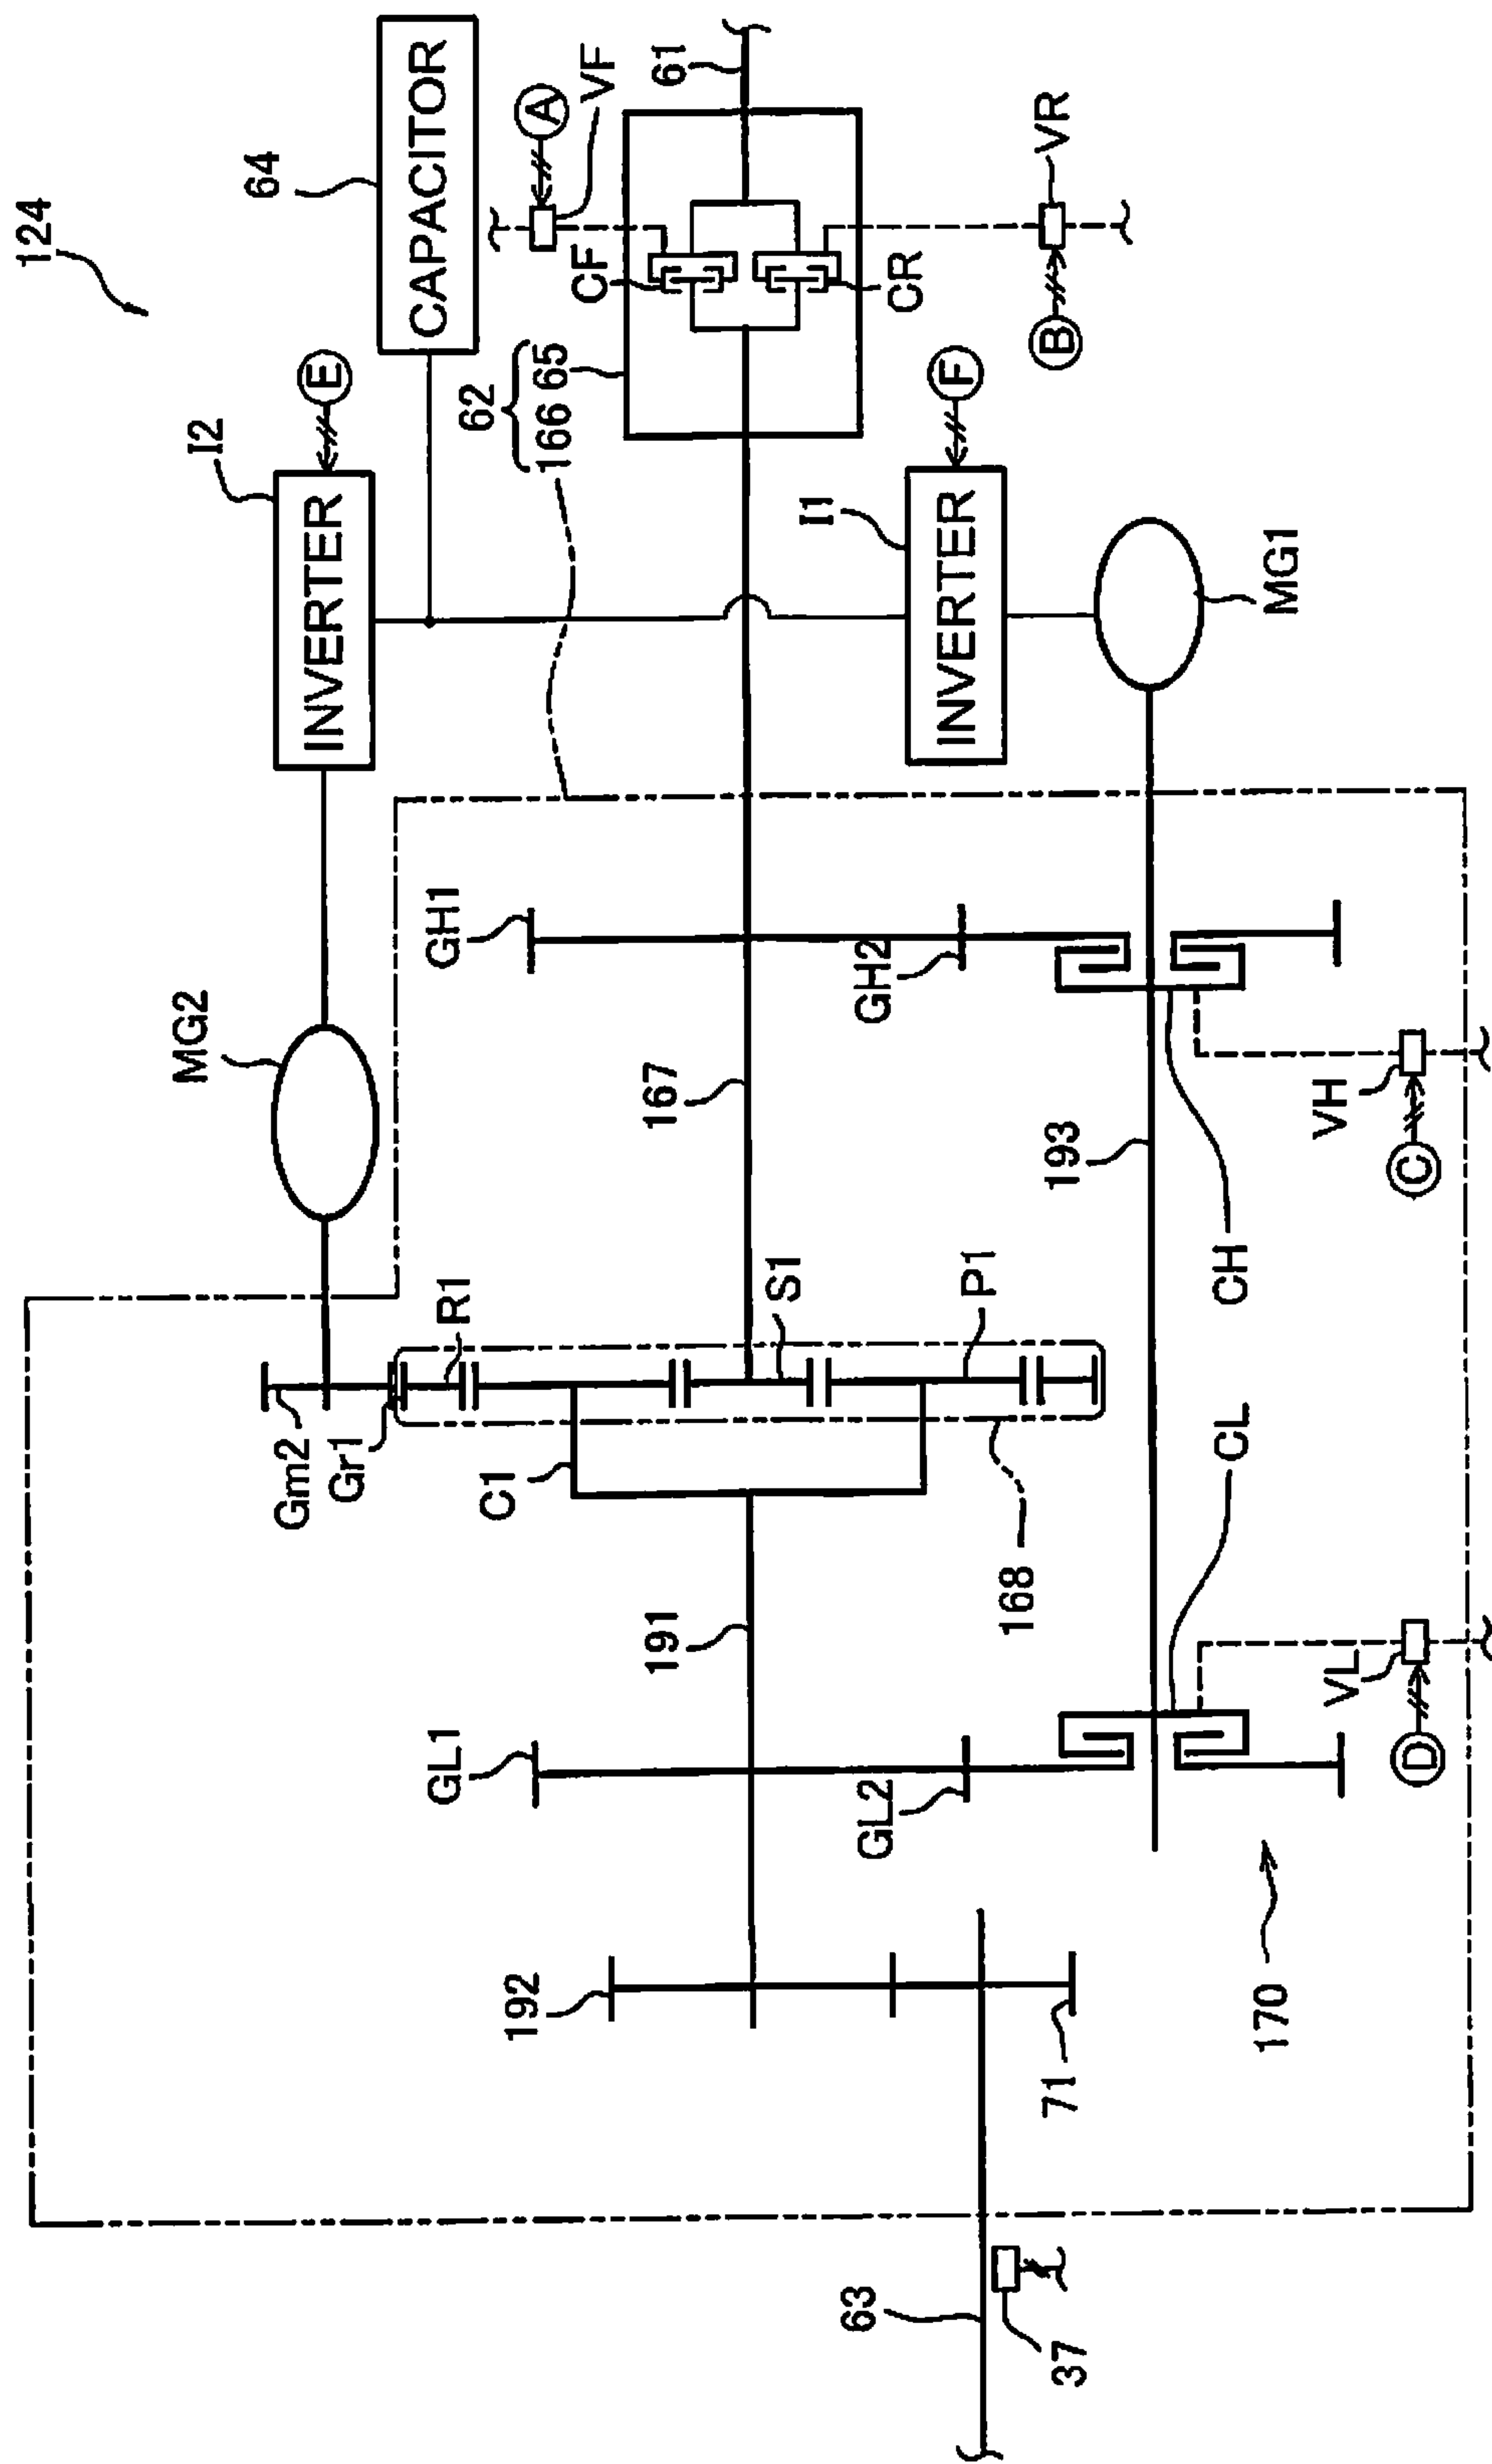 124
64
CAPACITOR
I2
E
INVERTER
62
166 65
CF
A
VF
61
CR
VR
B
I1
F
INVERTER
MG1
MG2
GH1
GH2
167
193
VH
C
CH
R1
S1
P1
Gm2
Gr1
C1
168
CL
191
VL
D
GL1
GL2
192
71
170
63
37